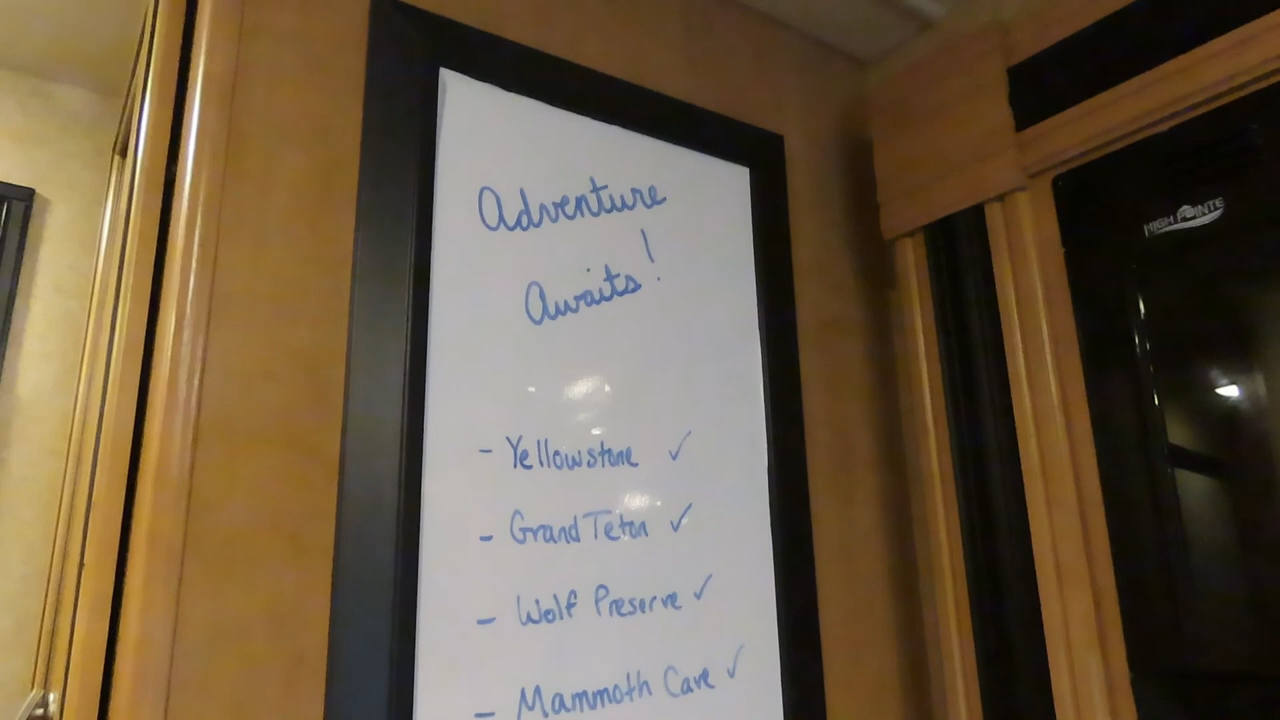 Adventure
Awaits!
- Yellowstone ✓
- Grand Teton ✓
- Wolf Preserve ✓
- Mammoth Cave ✓
HIGH POINTE